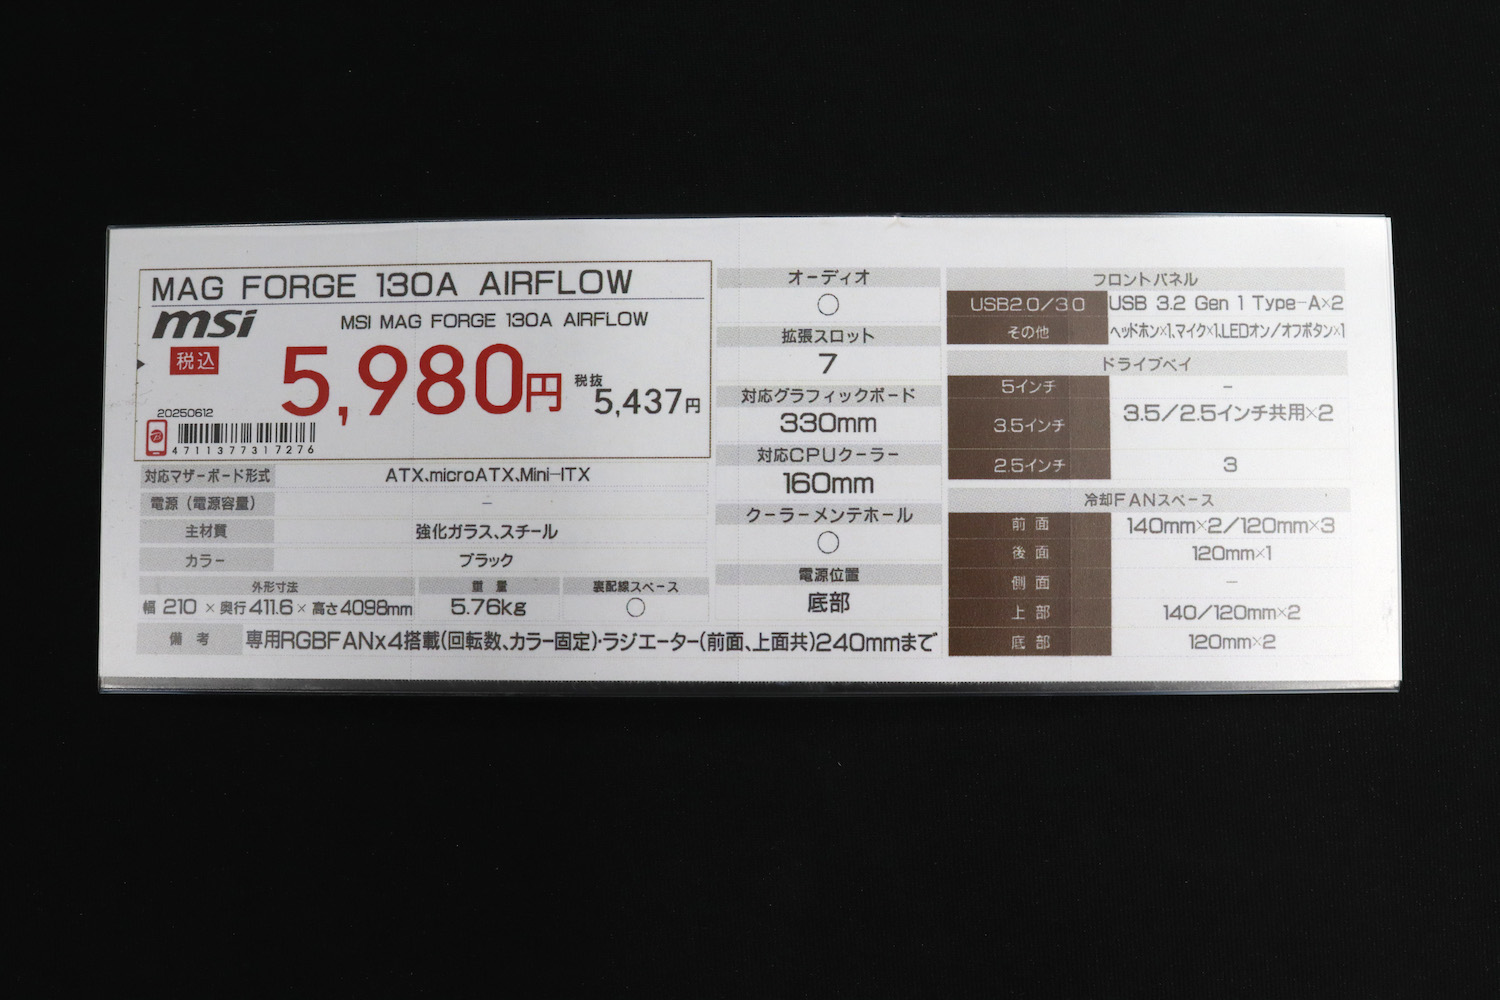 MAG FORGE 130A AIRFLOW
msi
MSI MAG FORGE 130A AIRFLOW
税込
5,980円
税抜
5,437円
20250612
4711377317276
対応マザーボード形式
ATX、microATX、Mini-ITX
電源（電源容量）
－
主材質
強化ガラス、スチール
カラー
ブラック
外形寸法
幅 210 × 奥行 411.6 × 高さ 4098mm
重量
5.76kg
裏配線スペース
○
備考
専用RGBFANx4搭載(回転数、カラー固定)・ラジエーター(前面、上面共)240mmまで
オーディオ
○
拡張スロット
7
対応グラフィックボード
330mm
対応CPUクーラー
160mm
クーラーメンテホール
○
電源位置
底部
フロントパネル
USB2.0/3.0
USB 3.2 Gen 1 Type-A×2
その他
ヘッドホン×1、マイク×1、LEDオン/オフボタン×1
ドライブベイ
5インチ
－
3.5インチ
3.5/2.5インチ共用×2
2.5インチ
3
冷却FANスペース
前面
140mm×2/120mm×3
後面
120mm×1
側面
－
上部
140/120mm×2
底部
120mm×2